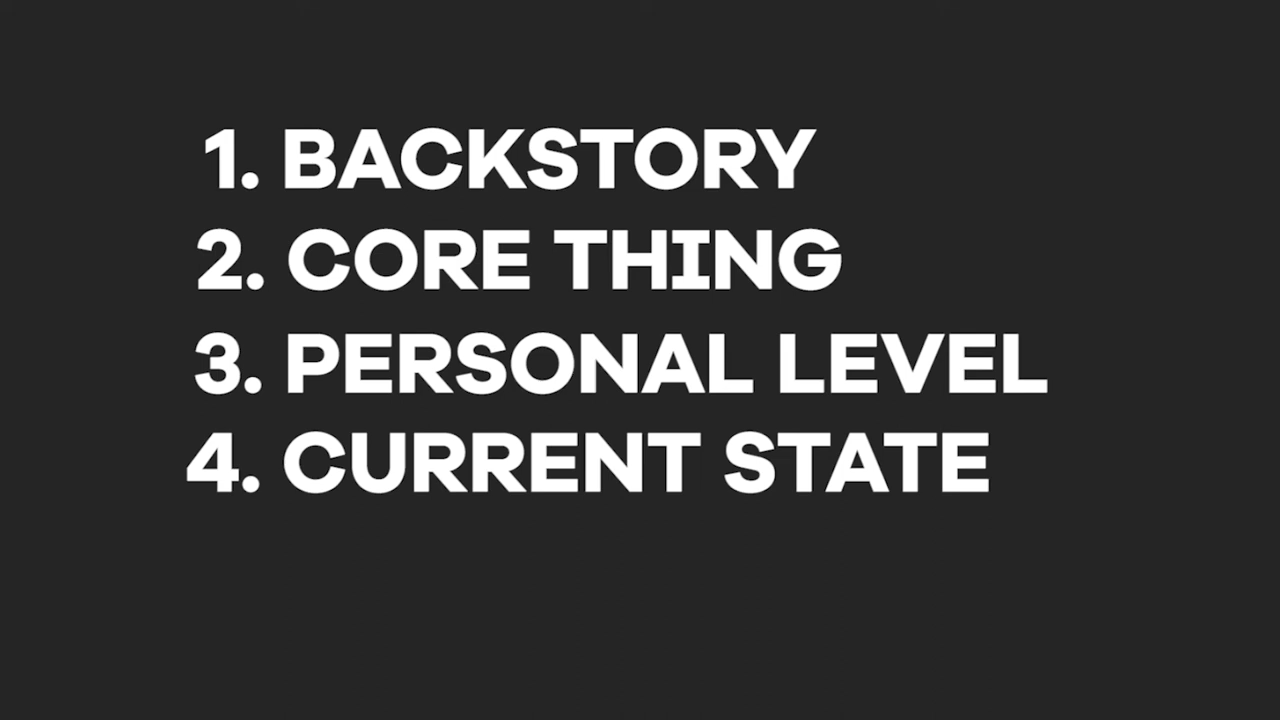 1. BACKSTORY
2. CORE THING
3. PERSONAL LEVEL
4. CURRENT STATE